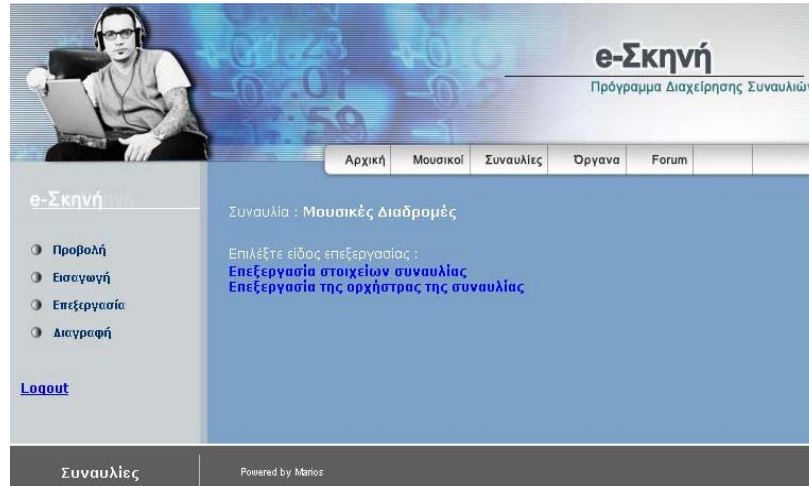 e-Σκηνή
Πρόγραμμα Διαχείρησης Συναυλιών
Αρχική Μουσικοί Συναυλίες Όργανα Forum
e-Σκηνή
Προβολή
Εισαγωγή
Επεξεργασία
Διαγραφή
Logout
Συναυλία : Μουσικές Διαδρομές
Επιλέξτε είδος επεξεργασίας :
Επεξεργασία στοιχείων συναυλίας
Επεξεργασία της ορχήστρας της συναυλίας
Συναυλίες
Powered by Marios